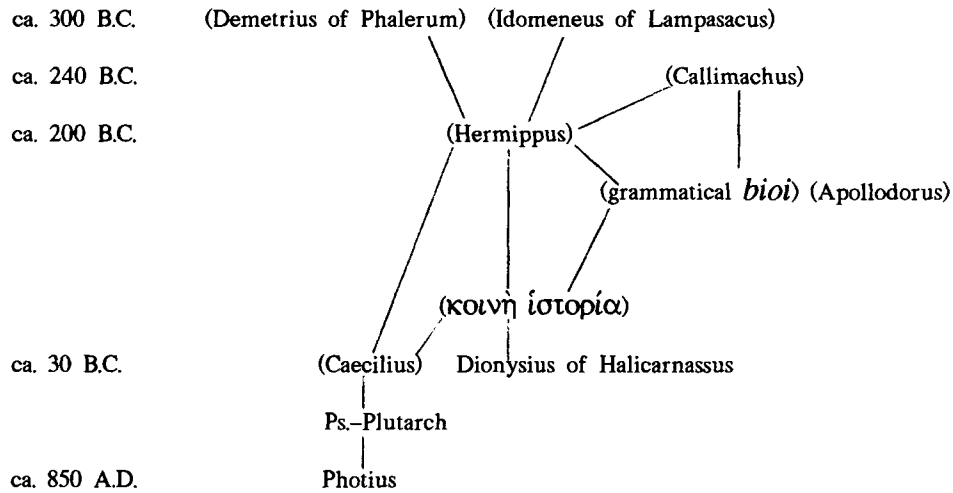 ca. 300 B.C. (Demetrius of Phalerum) (Idomeneus of Lampasacus)
ca. 240 B.C. (Callimachus)
ca. 200 B.C. (Hermippus)
(grammatical bioi) (Apollodorus)
(κοινὴ ἱστορία)
ca. 30 B.C. (Caecilius) Dionysius of Halicarnassus
Ps.-Plutarch
ca. 850 A.D. Photius